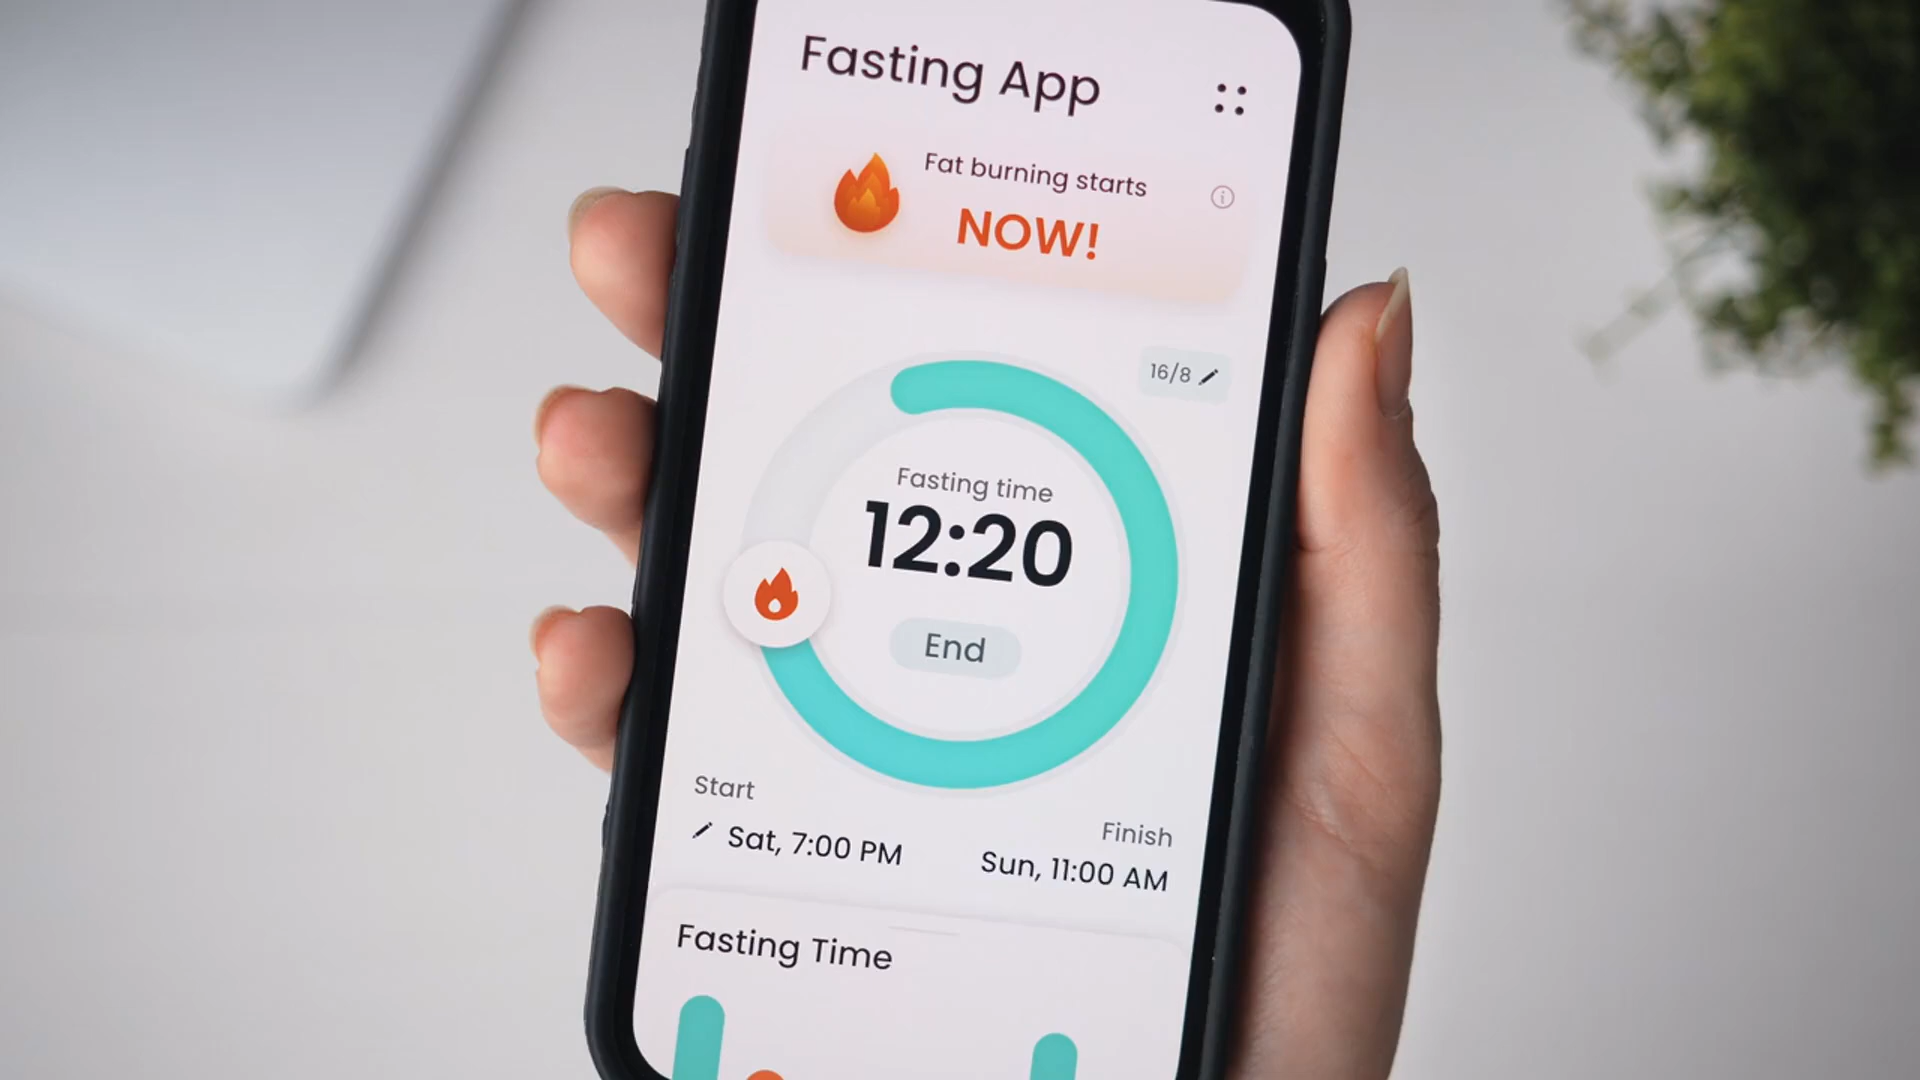 Fasting App
Fat burning starts
NOW!
16/8
Fasting time
12:20
End
Start
Sat, 7:00 PM
Finish
Sun, 11:00 AM
Fasting Time